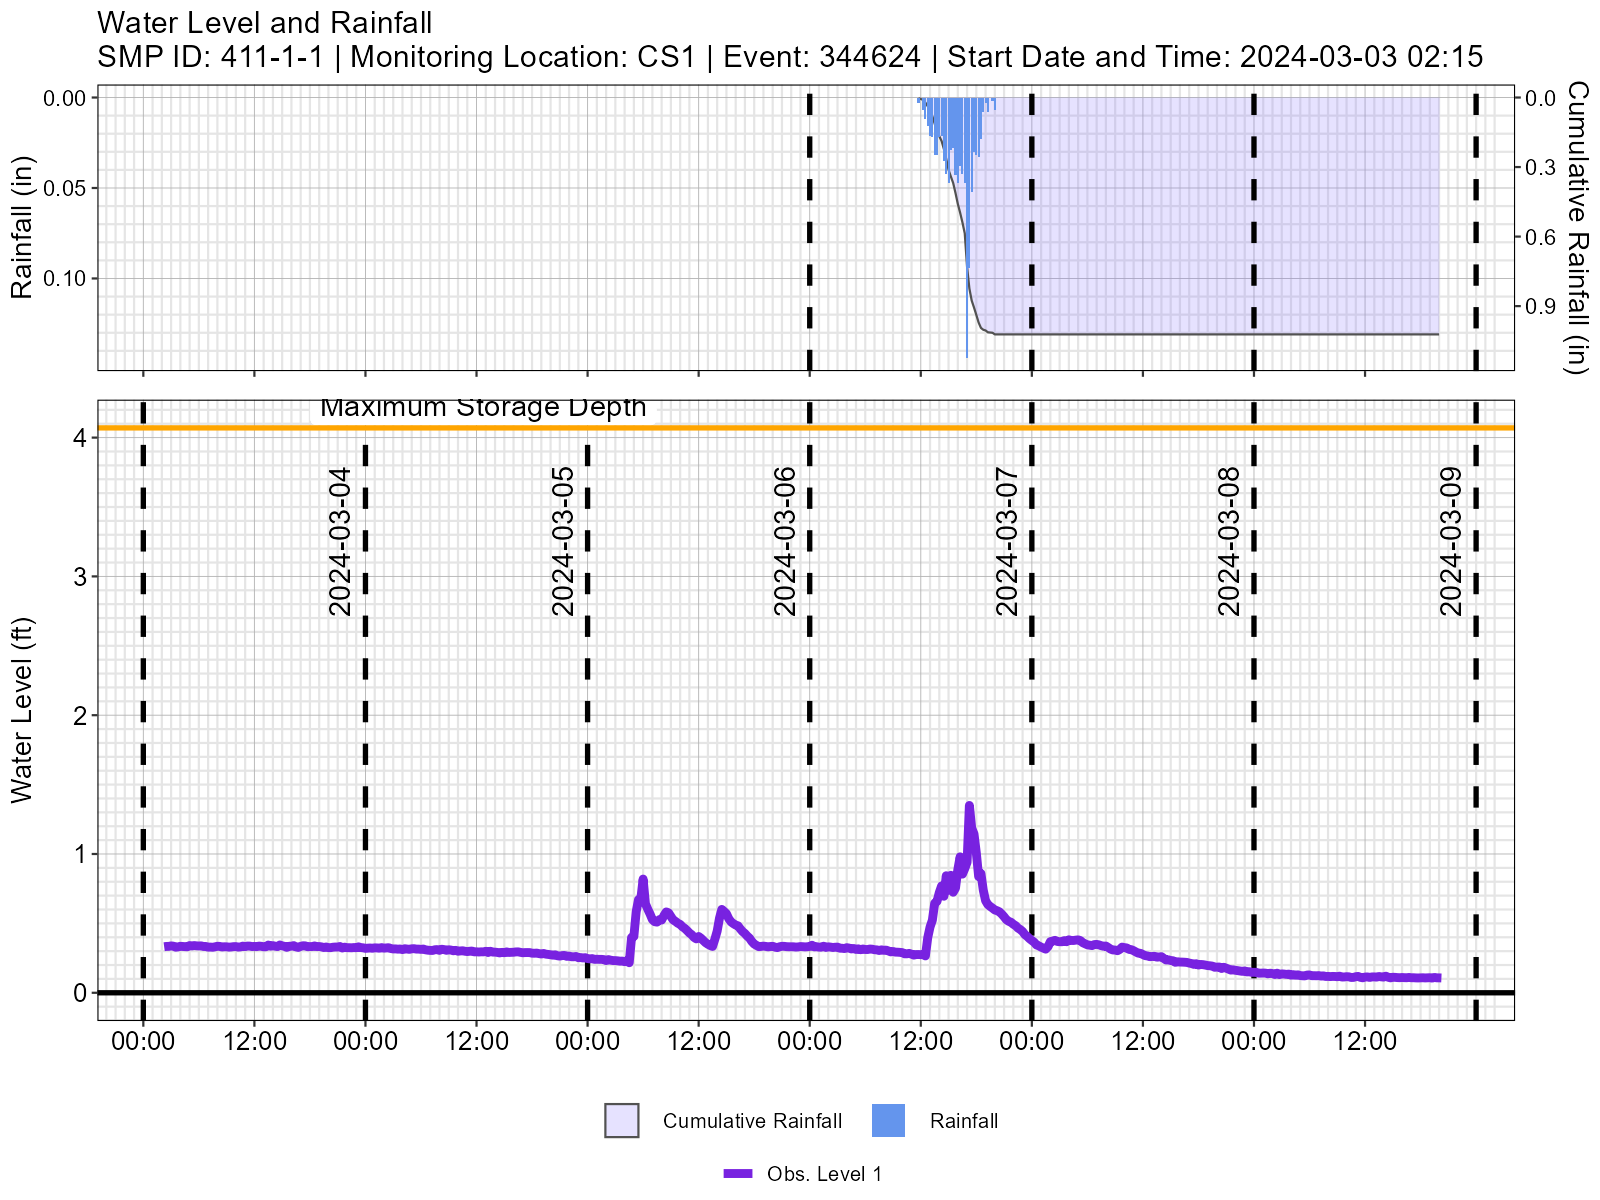 Water Level and Rainfall
SMP ID: 411-1-1 | Monitoring Location: CS1 | Event: 344624 | Start Date and Time: 2024-03-03 02:15
Rainfall (in)
0.00
0.05
0.10
0.0
0.3
0.6
0.9
Cumulative Rainfall (in)
Maximum Storage Depth
Water Level (ft)
4
3
2
1
0
2024-03-04
2024-03-05
2024-03-06
2024-03-07
2024-03-08
2024-03-09
00:00 12:00 00:00 12:00 00:00 12:00 00:00 12:00 00:00 12:00 00:00 12:00
Cumulative Rainfall
Rainfall
Obs. Level 1